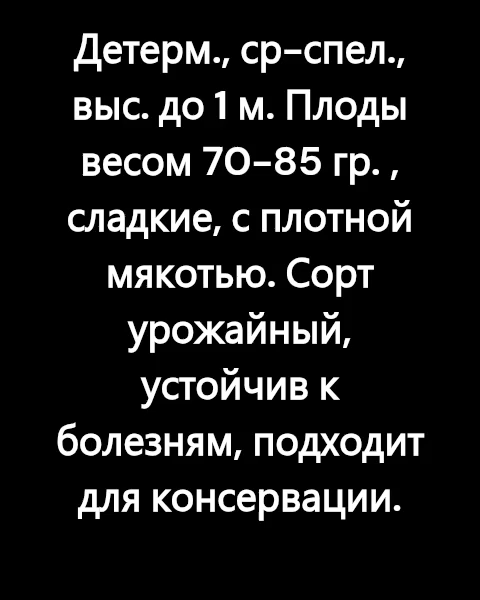 Детерм., ср-спел.,
выс. до 1 м. Плоды
весом 70-85 гр. ,
сладкие, с плотной
мякотью. Сорт
урожайный,
устойчив к
болезням, подходит
для консервации.